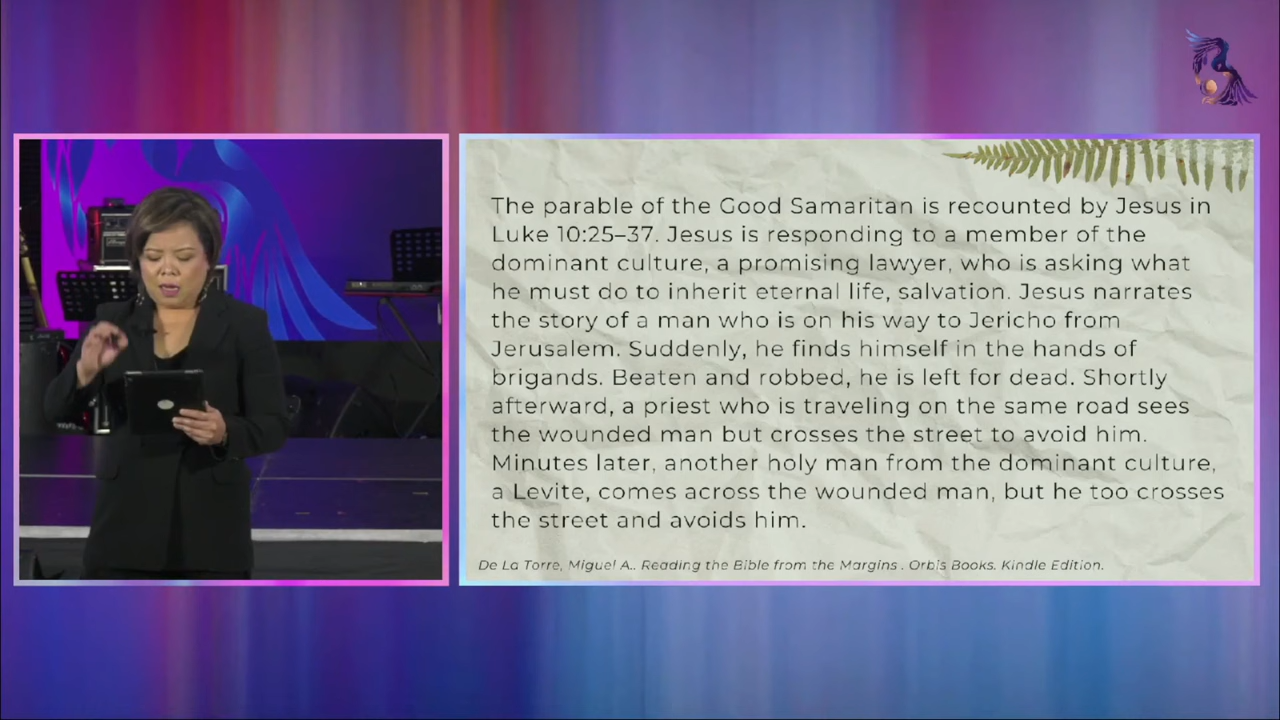 The parable of the Good Samaritan is recounted by Jesus in
Luke 10:25–37. Jesus is responding to a member of the
dominant culture, a promising lawyer, who is asking what
he must do to inherit eternal life, salvation. Jesus narrates
the story of a man who is on his way to Jericho from
Jerusalem. Suddenly, he finds himself in the hands of
brigands. Beaten and robbed, he is left for dead. Shortly
afterward, a priest who is traveling on the same road sees
the wounded man but crosses the street to avoid him.
Minutes later, another holy man from the dominant culture,
a Levite, comes across the wounded man, but he too crosses
the street and avoids him.
De La Torre, Miguel A.. Reading the Bible from the Margins . Orbis Books. Kindle Edition.